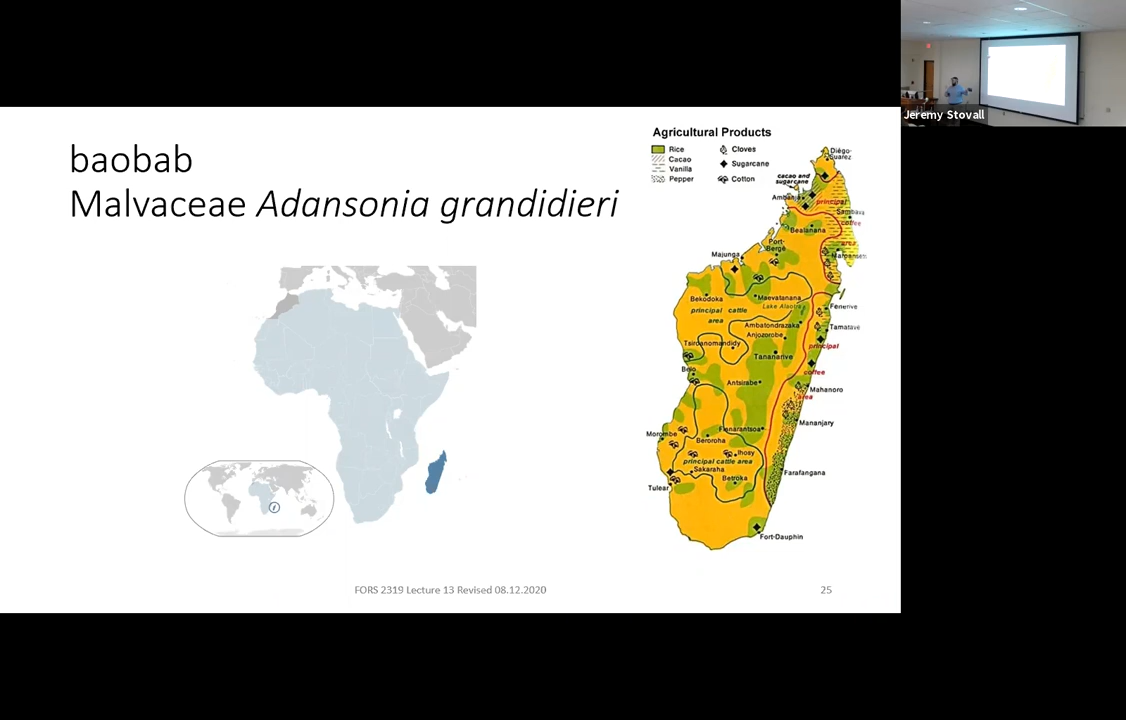 baobab
Malvaceae Adansonia grandidieri
Jeremy Stovall
Agricultural Products
Rice
Cacao
Vanilla
Pepper
Cloves
Sugarcane
Cotton
Diégo-
Suarez
cacao and
sugarcane
Ambanja
principal
Sambava
coffee
area
Bealanana
Port-
Bergé
Majunga
Bekodoka
Maevatanana
principal cattle
area
Lake Alaotra
Fenerive
Ambatondrazaka
Anjozorobe
Tamatave
Tsiroanomandidy
principal
Tananarive
Belo
coffee
Antsirabe
Mahanoro
area
Mananjary
Morombe
Fianarantsoa
Beroroha
Ihosy
principal cattle area
Sakaraha
Farafangana
Tulear
Betroka
Fort-Dauphin
FORS 2319 Lecture 13 Revised 08.12.2020
25